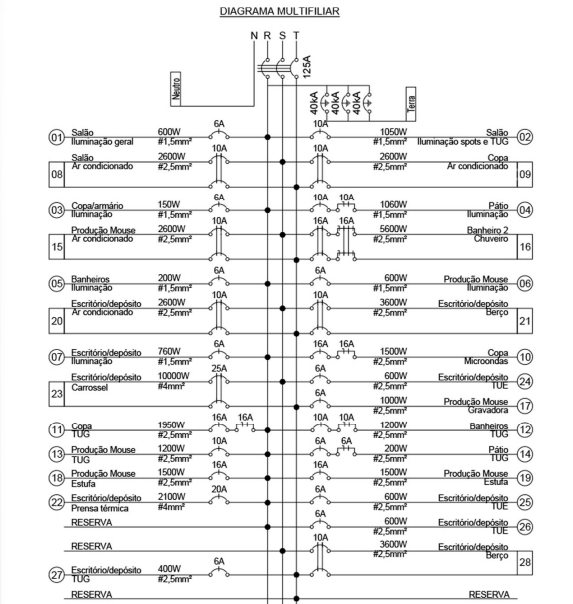 DIAGRAMA MULTIFILIAR
N R S T
125A
Neutro
40kA 40kA 40kA
Terra
01 Salão 600W 6A 10A 1050W Salão 02
Iluminação geral #1,5mm² #1,5mm² Iluminação spots e TUG
Salão 2600W 10A 10A 2600W Copa
Ar condicionado #2,5mm² #2,5mm² Ar condicionado
08 09
03 Copa/armário 150W 6A 10A 10A 1060W Pátio 04
Iluminação #1,5mm² #1,5mm² Iluminação
Produção Mouse 2600W 10A 16A 16A 5600W Banheiro 2
15 Ar condicionado #2,5mm² #2,5mm² Chuveiro 16
05 Banheiros 200W 6A 6A 600W Produção Mouse 06
Iluminação #1,5mm² #1,5mm² Iluminação
Escritório/depósito 2600W 10A 10A 3600W Escritório/depósito
20 Ar condicionado #2,5mm² #2,5mm² Berço 21
07 Escritório/depósito 760W 6A 16A 16A 1500W Copa 10
Iluminação #1,5mm² #2,5mm² Microondas
Escritório/depósito 10000W 25A 6A 600W Escritório/depósito 24
Carrossel #4mm² #2,5mm² TUE
23 6A 1000W Produção Mouse 17
#2,5mm² Gravadora
11 Copa 1950W 16A 16A 10A 10A 1200W Banheiros 12
TUG #2,5mm² #2,5mm² TUG
13 Produção Mouse 1200W 10A 6A 6A 200W Pátio 14
TUG #2,5mm² #2,5mm² TUG
18 Produção Mouse 1500W 16A 16A 1500W Produção Mouse 19
Estufa #2,5mm² #2,5mm² Estufa
22 Escritório/depósito 2100W 20A 6A 600W Escritório/depósito 25
Prensa térmica #4mm² #2,5mm² TUE
RESERVA 6A 600W Escritório/depósito 26
#2,5mm² TUE
RESERVA 10A 3600W Escritório/depósito
#2,5mm² Berço 28
27 Escritório/depósito 400W 6A
TUG #2,5mm²
RESERVA RESERVA